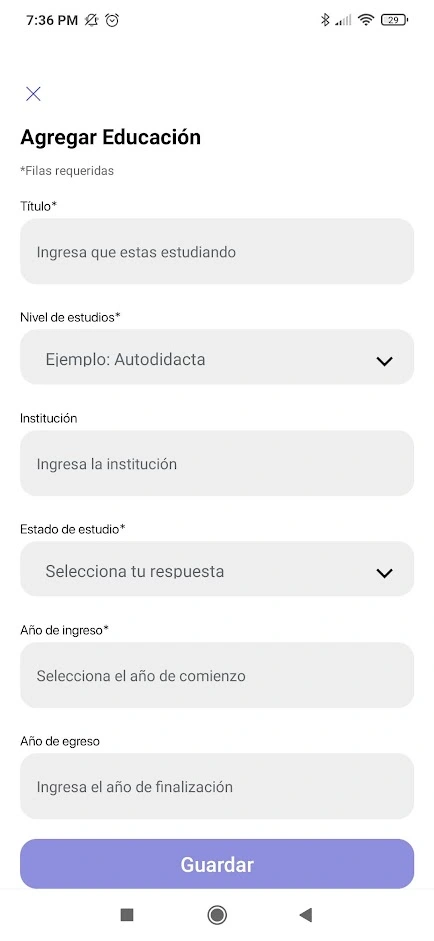 7:36 PM
29
Agregar Educación
*Filas requeridas
Título*
Ingresa que estas estudiando
Nivel de estudios*
Ejemplo: Autodidacta
Institución
Ingresa la institución
Estado de estudio*
Selecciona tu respuesta
Año de ingreso*
Selecciona el año de comienzo
Año de egreso
Ingresa el año de finalización
Guardar